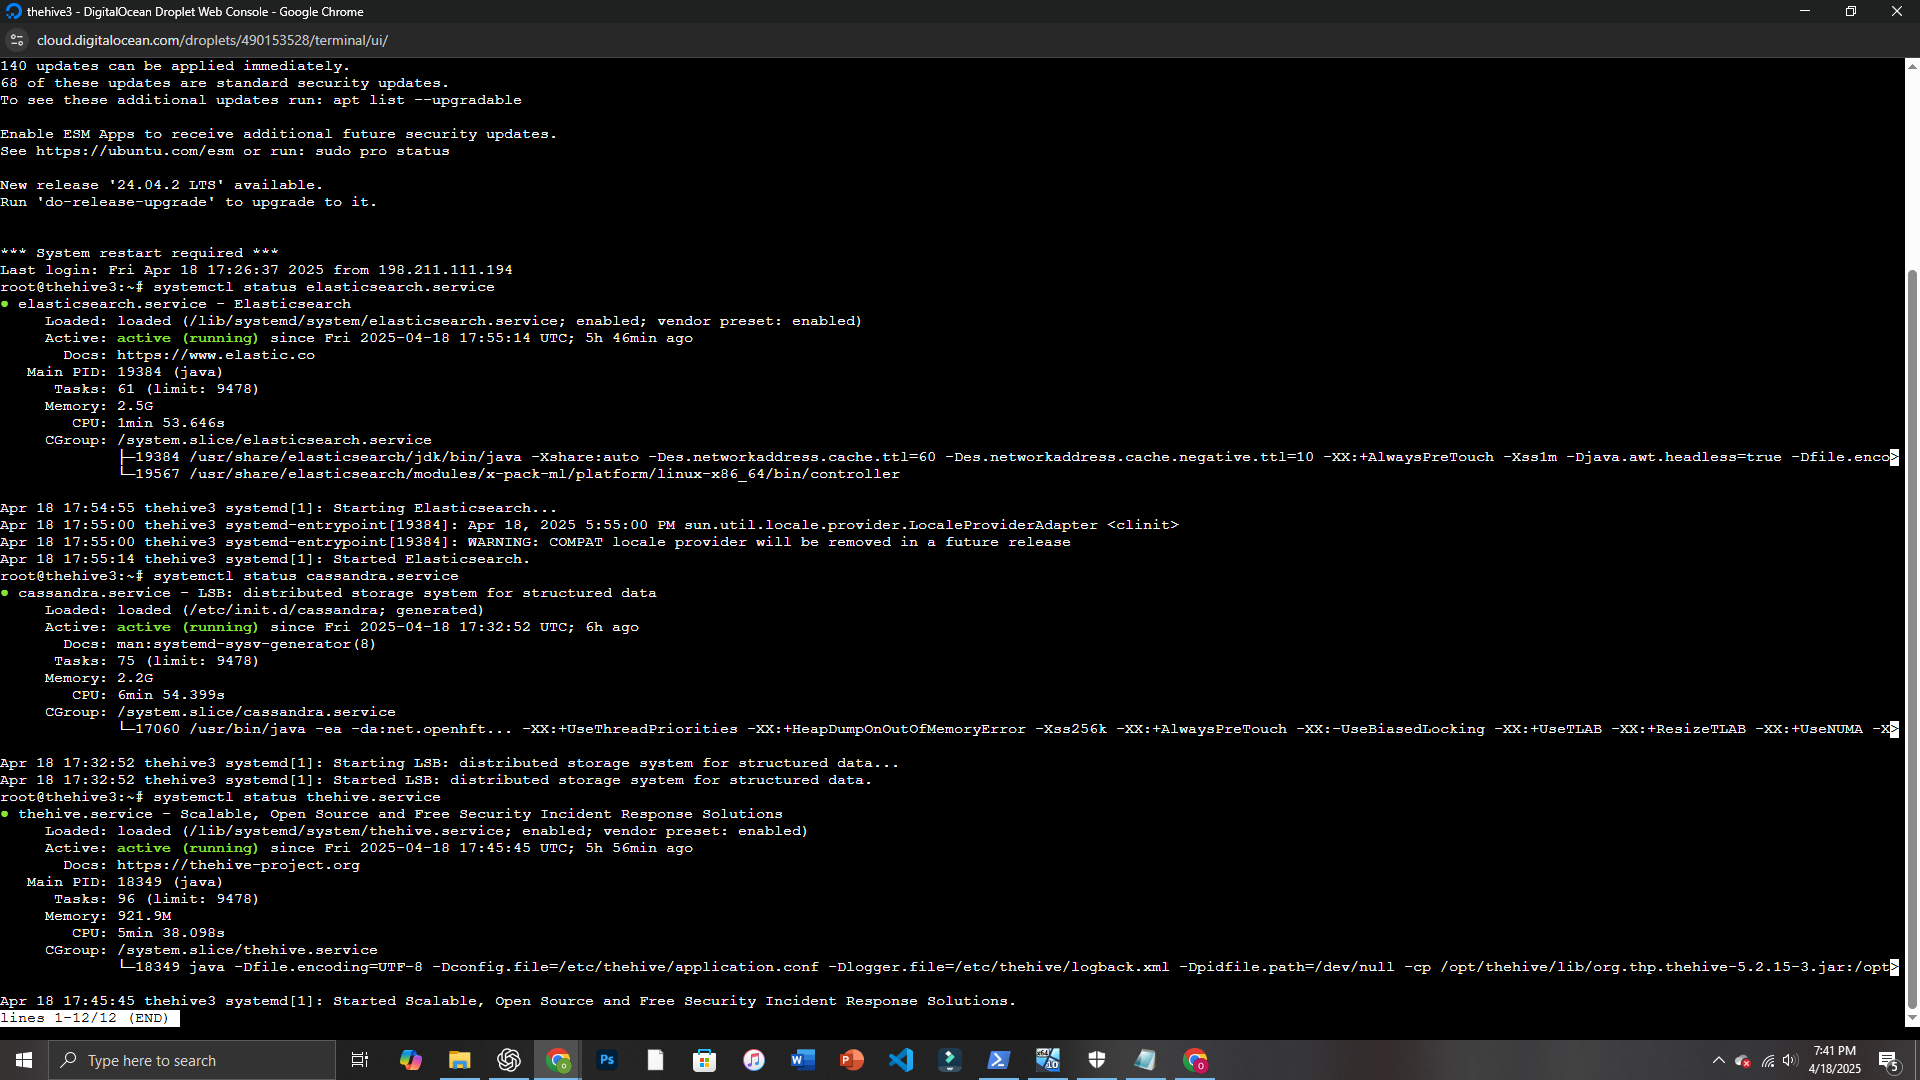 thehive3 - DigitalOcean Droplet Web Console - Google Chrome
cloud.digitalocean.com/droplets/490153528/terminal/ui/
140 updates can be applied immediately.
68 of these updates are standard security updates.
To see these additional updates run: apt list --upgradable
Enable ESM Apps to receive additional future security updates.
See https://ubuntu.com/esm or run: sudo pro status
New release '24.04.2 LTS' available.
Run 'do-release-upgrade' to upgrade to it.
*** System restart required ***
Last login: Fri Apr 18 17:26:37 2025 from 198.211.111.194
root@thehive3:~# systemctl status elasticsearch.service
● elasticsearch.service - Elasticsearch
Loaded: loaded (/lib/systemd/system/elasticsearch.service; enabled; vendor preset: enabled)
Active: active (running) since Fri 2025-04-18 17:55:14 UTC; 5h 46min ago
Docs: https://www.elastic.co
Main PID: 19384 (java)
Tasks: 61 (limit: 9478)
Memory: 2.5G
CPU: 1min 53.646s
CGroup: /system.slice/elasticsearch.service
├─19384 /usr/share/elasticsearch/jdk/bin/java -Xshare:auto -Des.networkaddress.cache.ttl=60 -Des.networkaddress.cache.negative.ttl=10 -XX:+AlwaysPreTouch -Xss1m -Djava.awt.headless=true -Dfile.enco>
└─19567 /usr/share/elasticsearch/modules/x-pack-ml/platform/linux-x86_64/bin/controller
Apr 18 17:54:55 thehive3 systemd[1]: Starting Elasticsearch...
Apr 18 17:55:00 thehive3 systemd-entrypoint[19384]: Apr 18, 2025 5:55:00 PM sun.util.locale.provider.LocaleProviderAdapter <clinit>
Apr 18 17:55:00 thehive3 systemd-entrypoint[19384]: WARNING: COMPAT locale provider will be removed in a future release
Apr 18 17:55:14 thehive3 systemd[1]: Started Elasticsearch.
root@thehive3:~# systemctl status cassandra.service
● cassandra.service - LSB: distributed storage system for structured data
Loaded: loaded (/etc/init.d/cassandra; generated)
Active: active (running) since Fri 2025-04-18 17:32:52 UTC; 6h ago
Docs: man:systemd-sysv-generator(8)
Tasks: 75 (limit: 9478)
Memory: 2.2G
CPU: 6min 54.399s
CGroup: /system.slice/cassandra.service
└─17060 /usr/bin/java -ea -da:net.openhft... -XX:+UseThreadPriorities -XX:+HeapDumpOnOutOfMemoryError -Xss256k -XX:+AlwaysPreTouch -XX:-UseBiasedLocking -XX:+UseTLAB -XX:+ResizeTLAB -XX:+UseNUMA -X>
Apr 18 17:32:52 thehive3 systemd[1]: Starting LSB: distributed storage system for structured data...
Apr 18 17:32:52 thehive3 systemd[1]: Started LSB: distributed storage system for structured data.
root@thehive3:~# systemctl status thehive.service
● thehive.service - Scalable, Open Source and Free Security Incident Response Solutions
Loaded: loaded (/lib/systemd/system/thehive.service; enabled; vendor preset: enabled)
Active: active (running) since Fri 2025-04-18 17:45:45 UTC; 5h 56min ago
Docs: https://thehive-project.org
Main PID: 18349 (java)
Tasks: 96 (limit: 9478)
Memory: 921.9M
CPU: 5min 38.098s
CGroup: /system.slice/thehive.service
└─18349 java -Dfile.encoding=UTF-8 -Dconfig.file=/etc/thehive/application.conf -Dlogger.file=/etc/thehive/logback.xml -Dpidfile.path=/dev/null -cp /opt/thehive/lib/org.thp.thehive-5.2.15-3.jar:/opt>
Apr 18 17:45:45 thehive3 systemd[1]: Started Scalable, Open Source and Free Security Incident Response Solutions.
lines 1-12/12 (END)
Type here to search
7:41 PM
4/18/2025
5